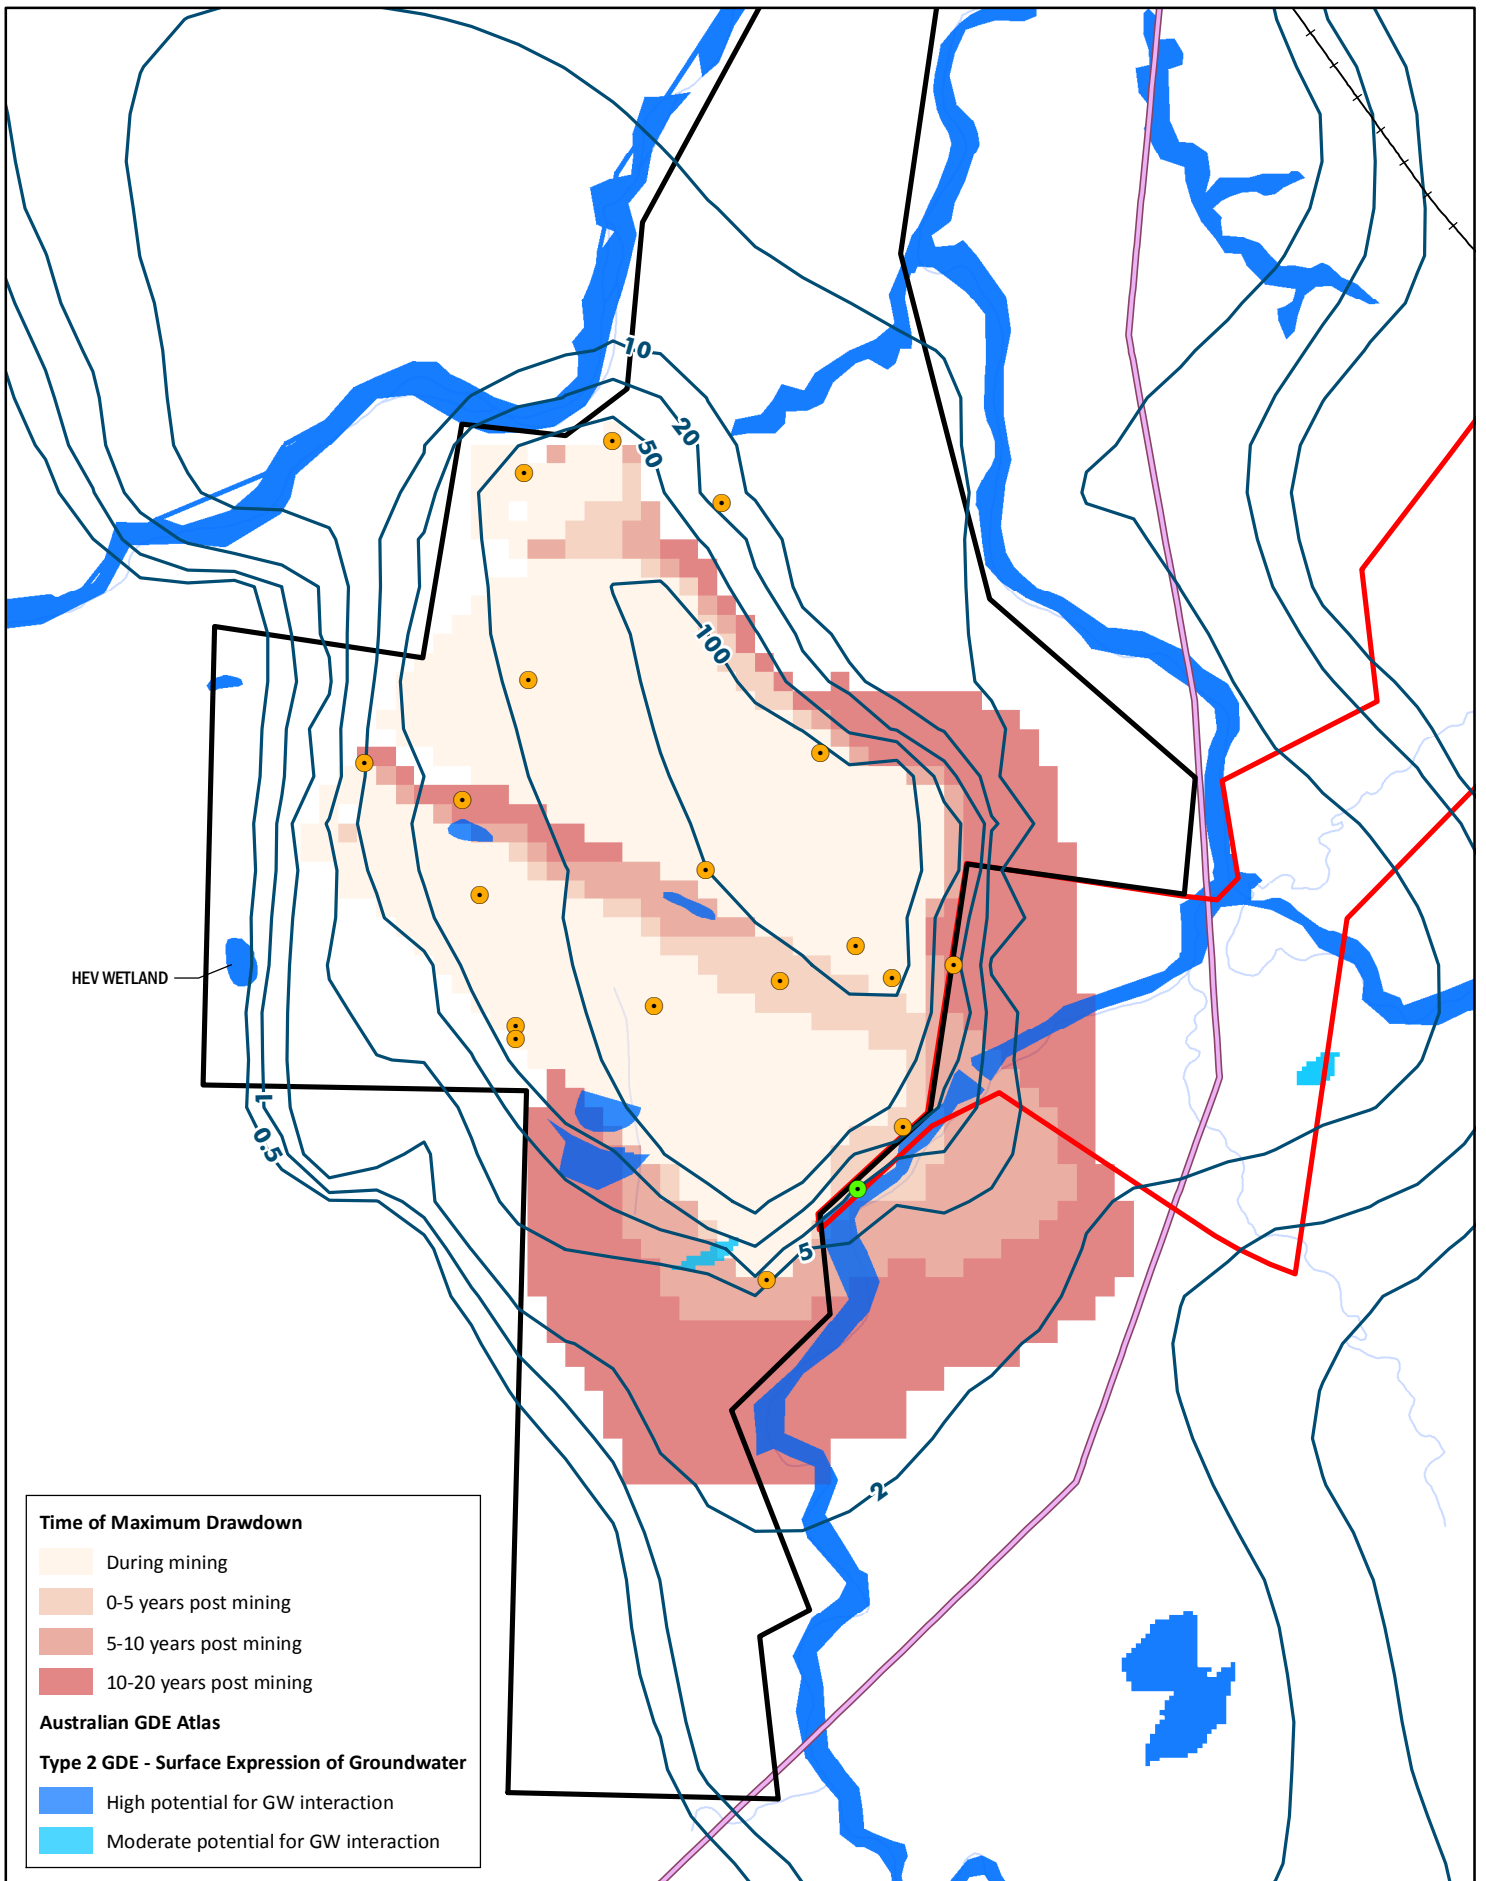 10
20
50
100
HEV WETLAND
1
0.5
5
2
Time of Maximum Drawdown
During mining
0-5 years post mining
5-10 years post mining
10-20 years post mining
Australian GDE Atlas
Type 2 GDE - Surface Expression of Groundwater
High potential for GW interaction
Moderate potential for GW interaction